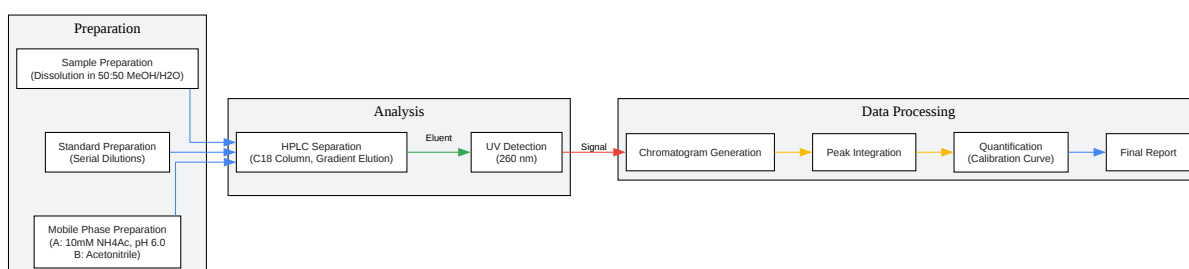 Preparation
Sample Preparation
(Dissolution in 50:50 MeOH/H2O)
Standard Preparation
(Serial Dilutions)
Mobile Phase Preparation
(A: 10mM NH4Ac, pH 6.0
B: Acetonitrile)
Analysis
HPLC Separation
(C18 Column, Gradient Elution)
Eluent
UV Detection
(260 nm)
Signal
Data Processing
Chromatogram Generation
Peak Integration
Quantification
(Calibration Curve)
Final Report